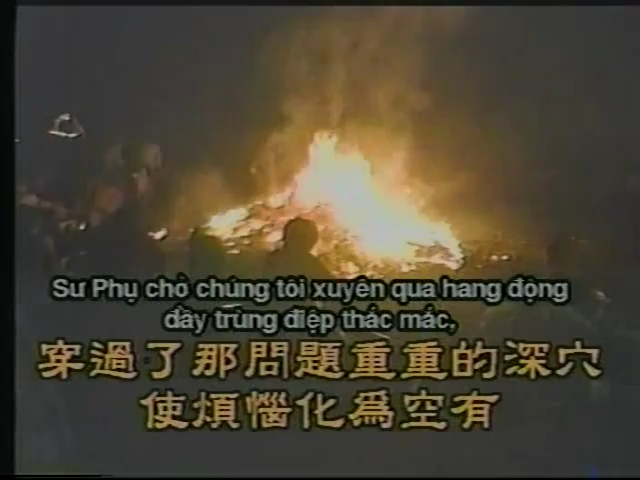 Sư Phụ chở chúng tôi xuyên qua hang động
đầy trùng điệp thắc mắc,
穿過了那問題重重的深穴
使煩惱化爲空有